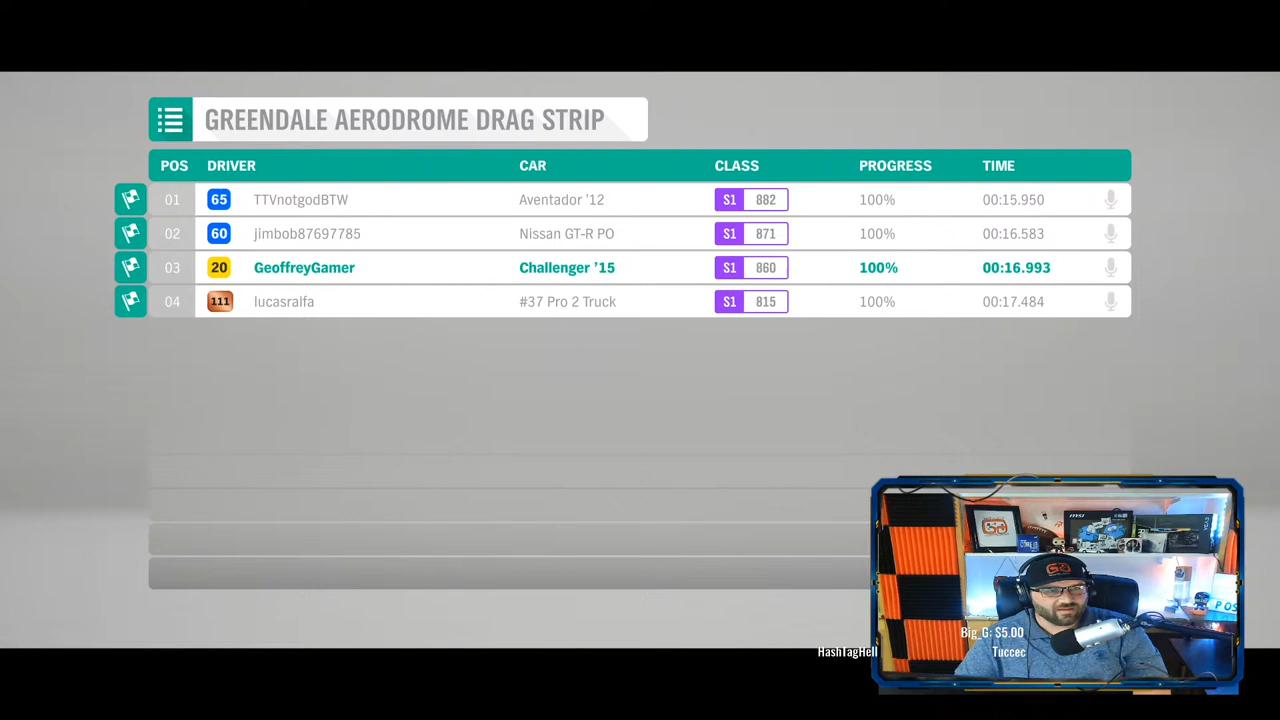 GREENDALE AERODROME DRAG STRIP
POS DRIVER CAR CLASS PROGRESS TIME
01 65 TTVnotgodBTW Aventador '12 S1 882 100% 00:15.950
02 60 jimbob87697785 Nissan GT-R PO S1 871 100% 00:16.583
03 20 GeoffreyGamer Challenger ’15 S1 860 100% 00:16.993
04 111 lucasralfa #37 Pro 2 Truck S1 815 100% 00:17.484
msi
Big_G: $5.00
HashTagHell Tuccec
POS